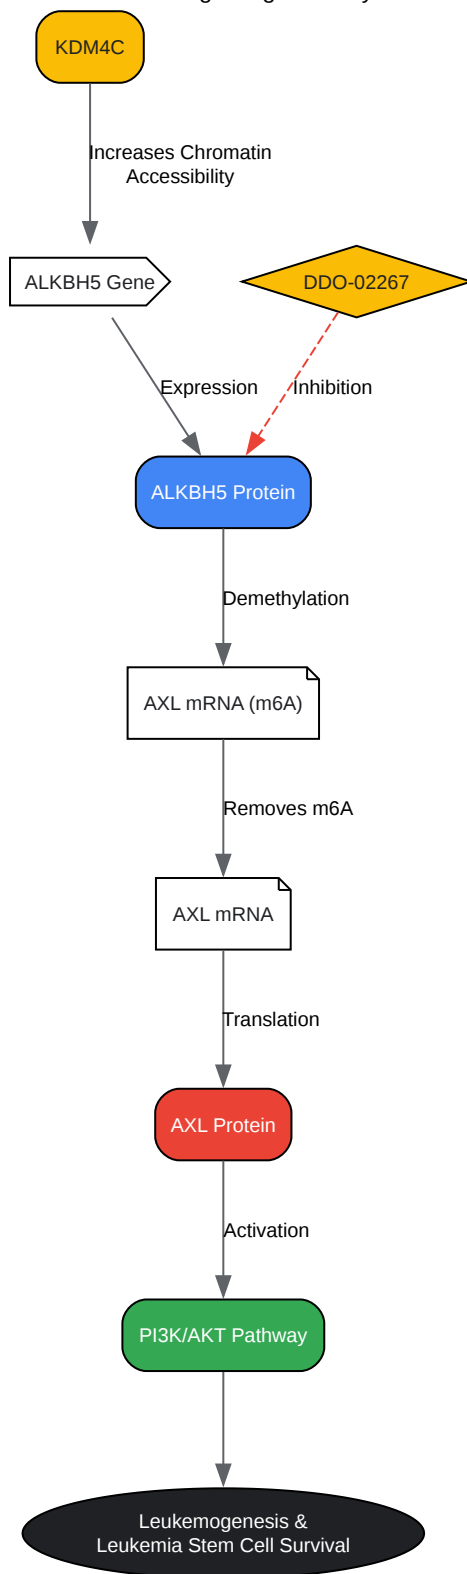 KDM4C
Increases Chromatin
Accessibility
ALKBH5 Gene
DDO-02267
Expression
Inhibition
ALKBH5 Protein
Demethylation
AXL mRNA (m6A)
Removes m6A
AXL mRNA
Translation
AXL Protein
Activation
PI3K/AKT Pathway
Leukemogenesis &
Leukemia Stem Cell Survival